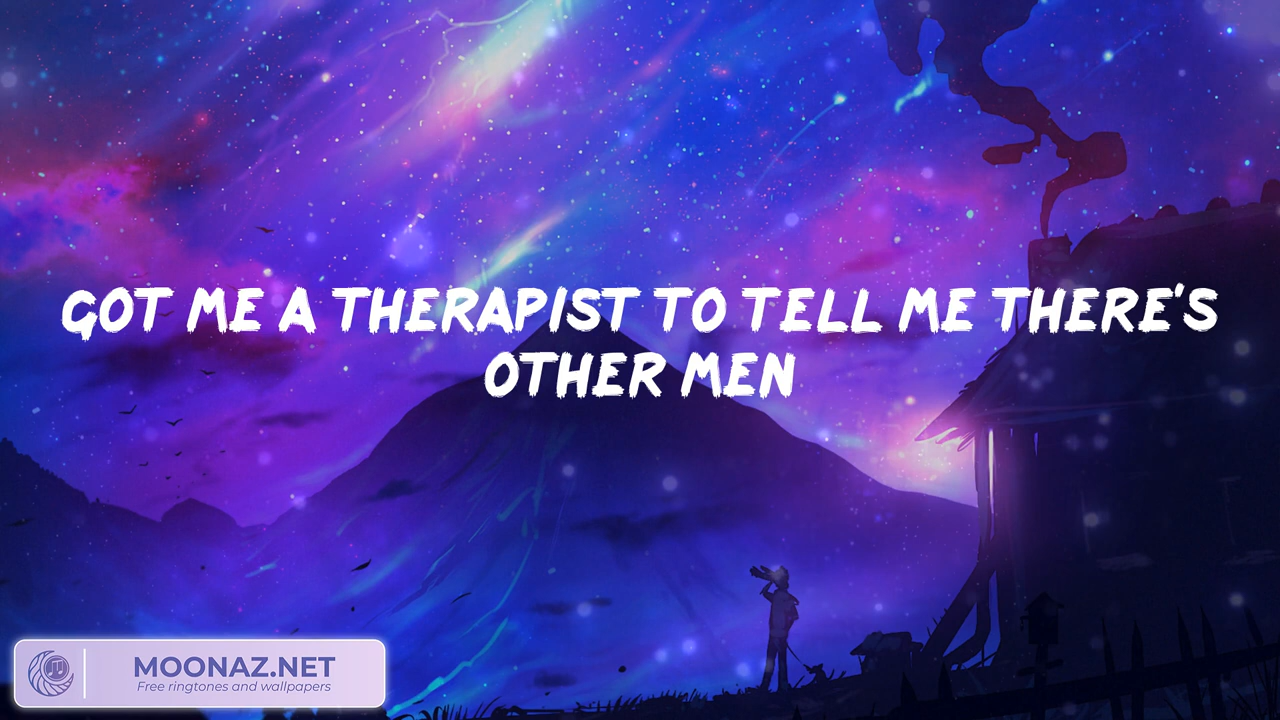 GOT ME A THERAPIST TO TELL ME THERE'S
OTHER MEN
MOONAZ.NET
Free ringtones and wallpapers